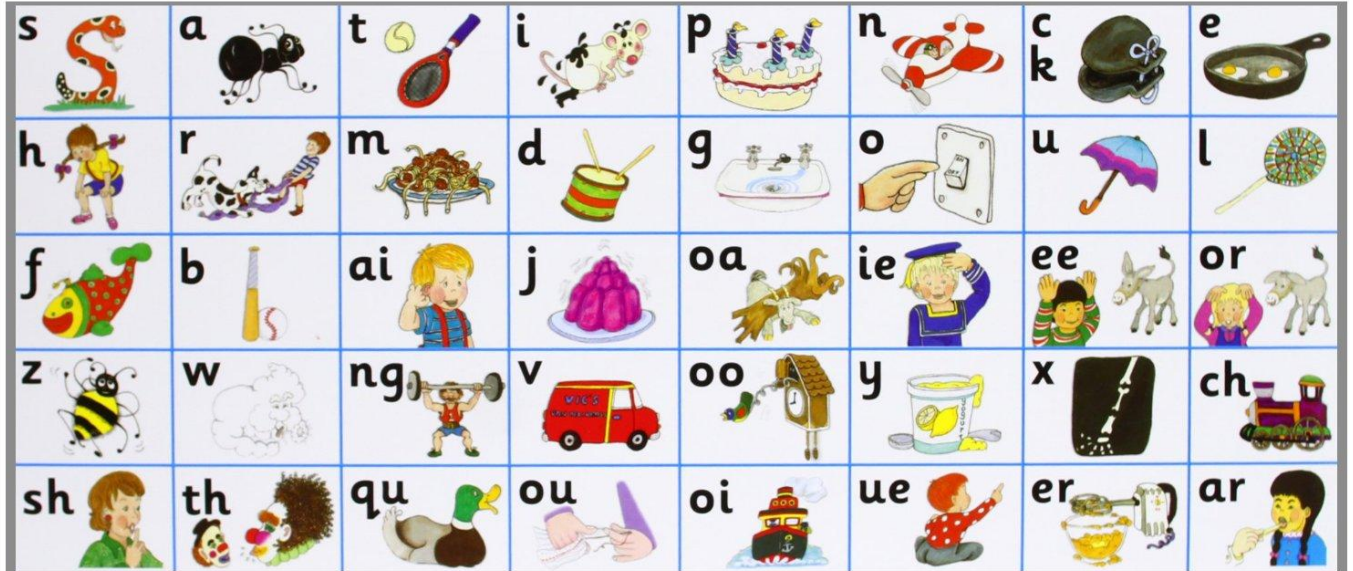 s a t i p n c k e
h r m d g o u l
f b ai j oa ie ee or
z w ng v oo y x ch
VIC'S
sh th qu ou oi ue er ar